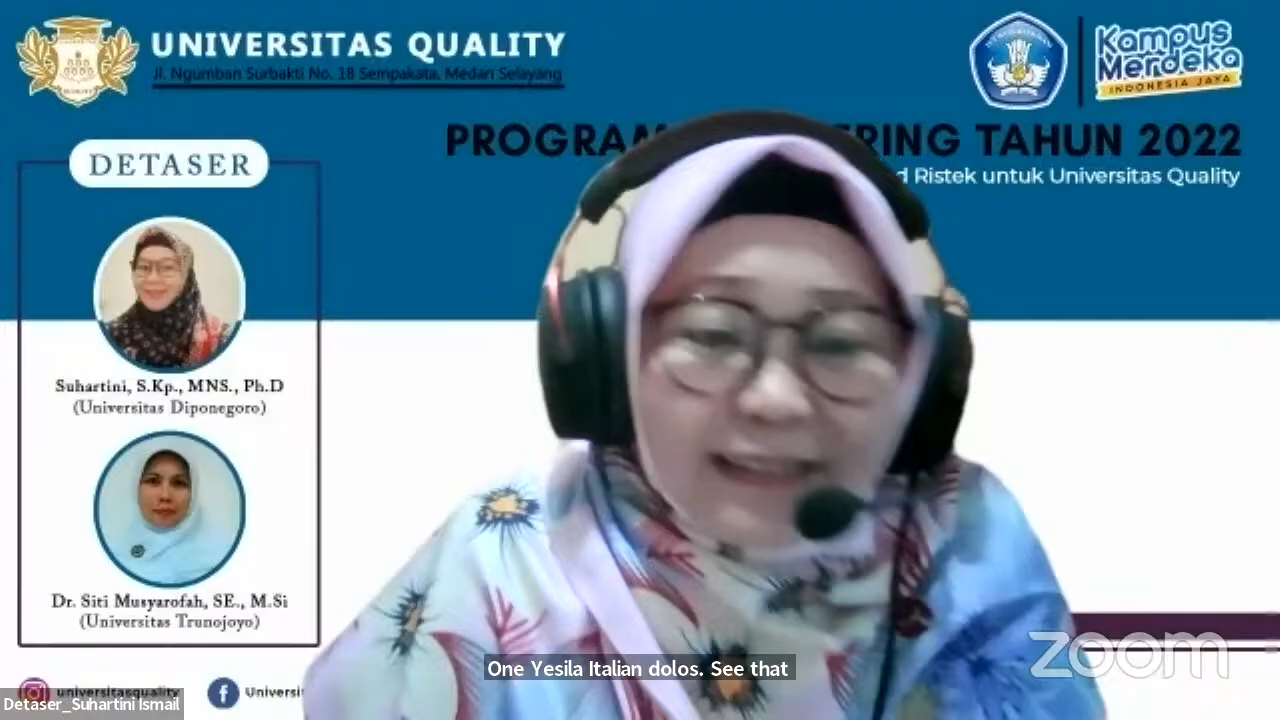 UNIVERSITAS QUALITY
Jl. Ngumban Surbakti No. 18 Sempakata, Medan Selayang
Kampus
Merdeka
INDONESIA JAYA
PROGRAM ERING TAHUN 2022
d Ristek untuk Universitas Quality
DETASER
Suhartini, S.Kp., MNS., Ph.D
(Universitas Diponegoro)
Dr. Siti Musyarofah, SE., M.Si
(Universitas Trunojoyo)
universitasquality
Universit
One Yesila Italian dolos. See that
Detaser_Suhartini Ismail
zoom